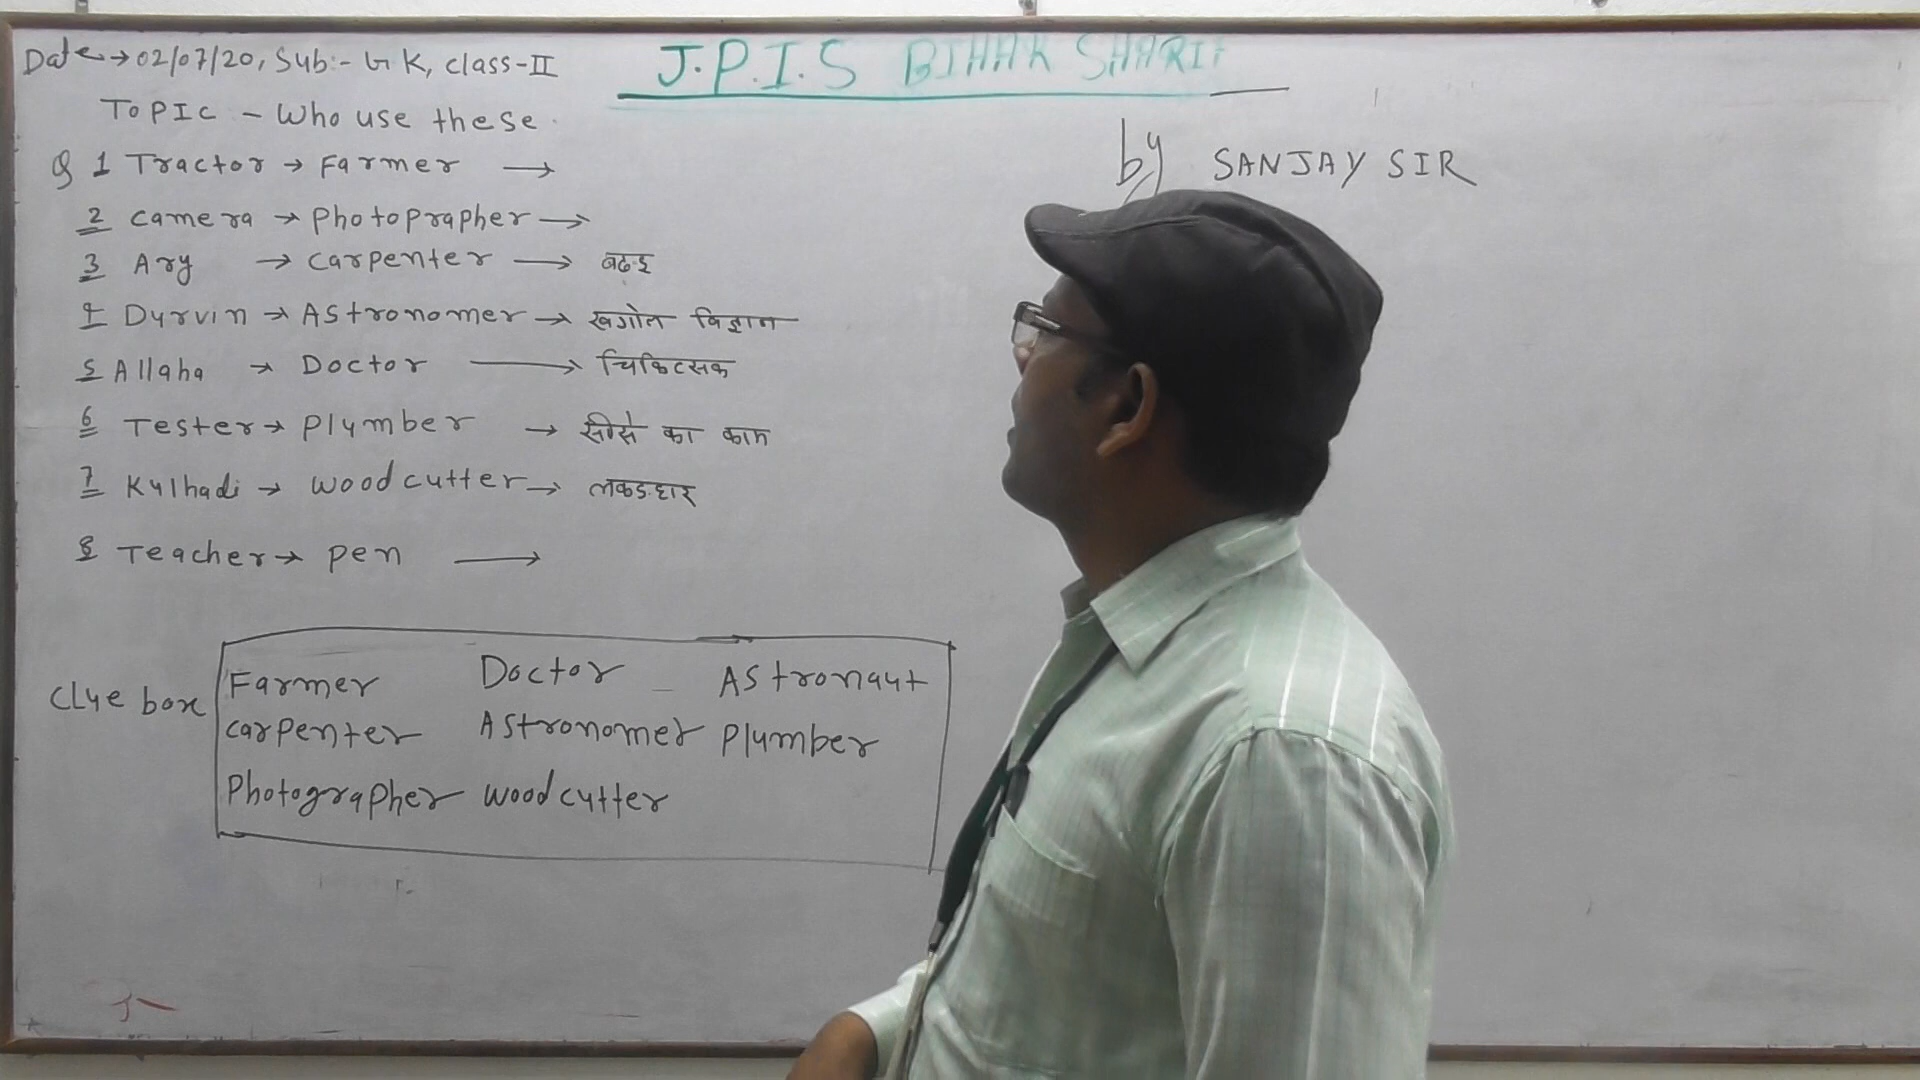 Date→02/07/20, Sub:- G.K, class-II
J.P.I.S BIHAR SHARIF
TOPIC - Who use these
by SANJAY SIR
Q 1 Tractor → Farmer →
2 camera → Photoprapher →
3 Ary → carpenter → बढ़ई
4 Durvin → Astronomer → खगोल विज्ञान
5 Allaha → Doctor → चिकित्सक
6 Tester → Plumber → सीसे का काम
7 Kulhadi → woodcutter → लकड़हार
8 Teacher → pen →
Clue box
Farmer Doctor Astronaut
carpenter Astronomer Plumber
Photographer woodcutter